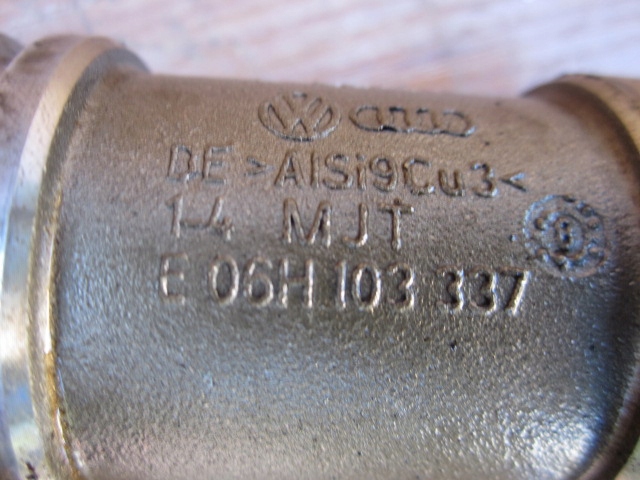 DE >AlSi9Cu3<
1-4 MJT
E 06H 103 337